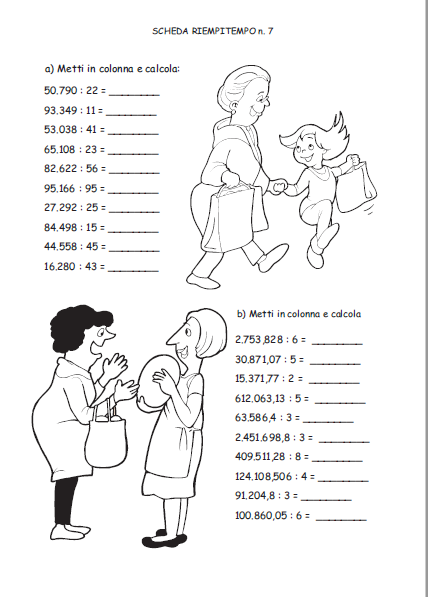 SCHEDA RIEMPITEMPO n. 7
a) Metti in colonna e calcola:
50.790 : 22 = ________
93.349 : 11 = ________
53.038 : 41 = ________
65.108 : 23 = ________
82.622 : 56 = ________
95.166 : 95 = ________
27.292 : 25 = ________
84.498 : 15 = ________
44.558 : 45 = ________
16.280 : 43 = ________
b) Metti in colonna e calcola
2.753,828 : 6 = ________
30.871,07 : 5 = ________
15.371,77 : 2 = ________
612.063,13 : 5 = ________
63.586,4 : 3 = ________
2.451.698,8 : 3 = ________
409.511,28 : 8 = ________
124.108,506 : 4 = ________
91.204,8 : 3 = ________
100.860,05 : 6 = ________